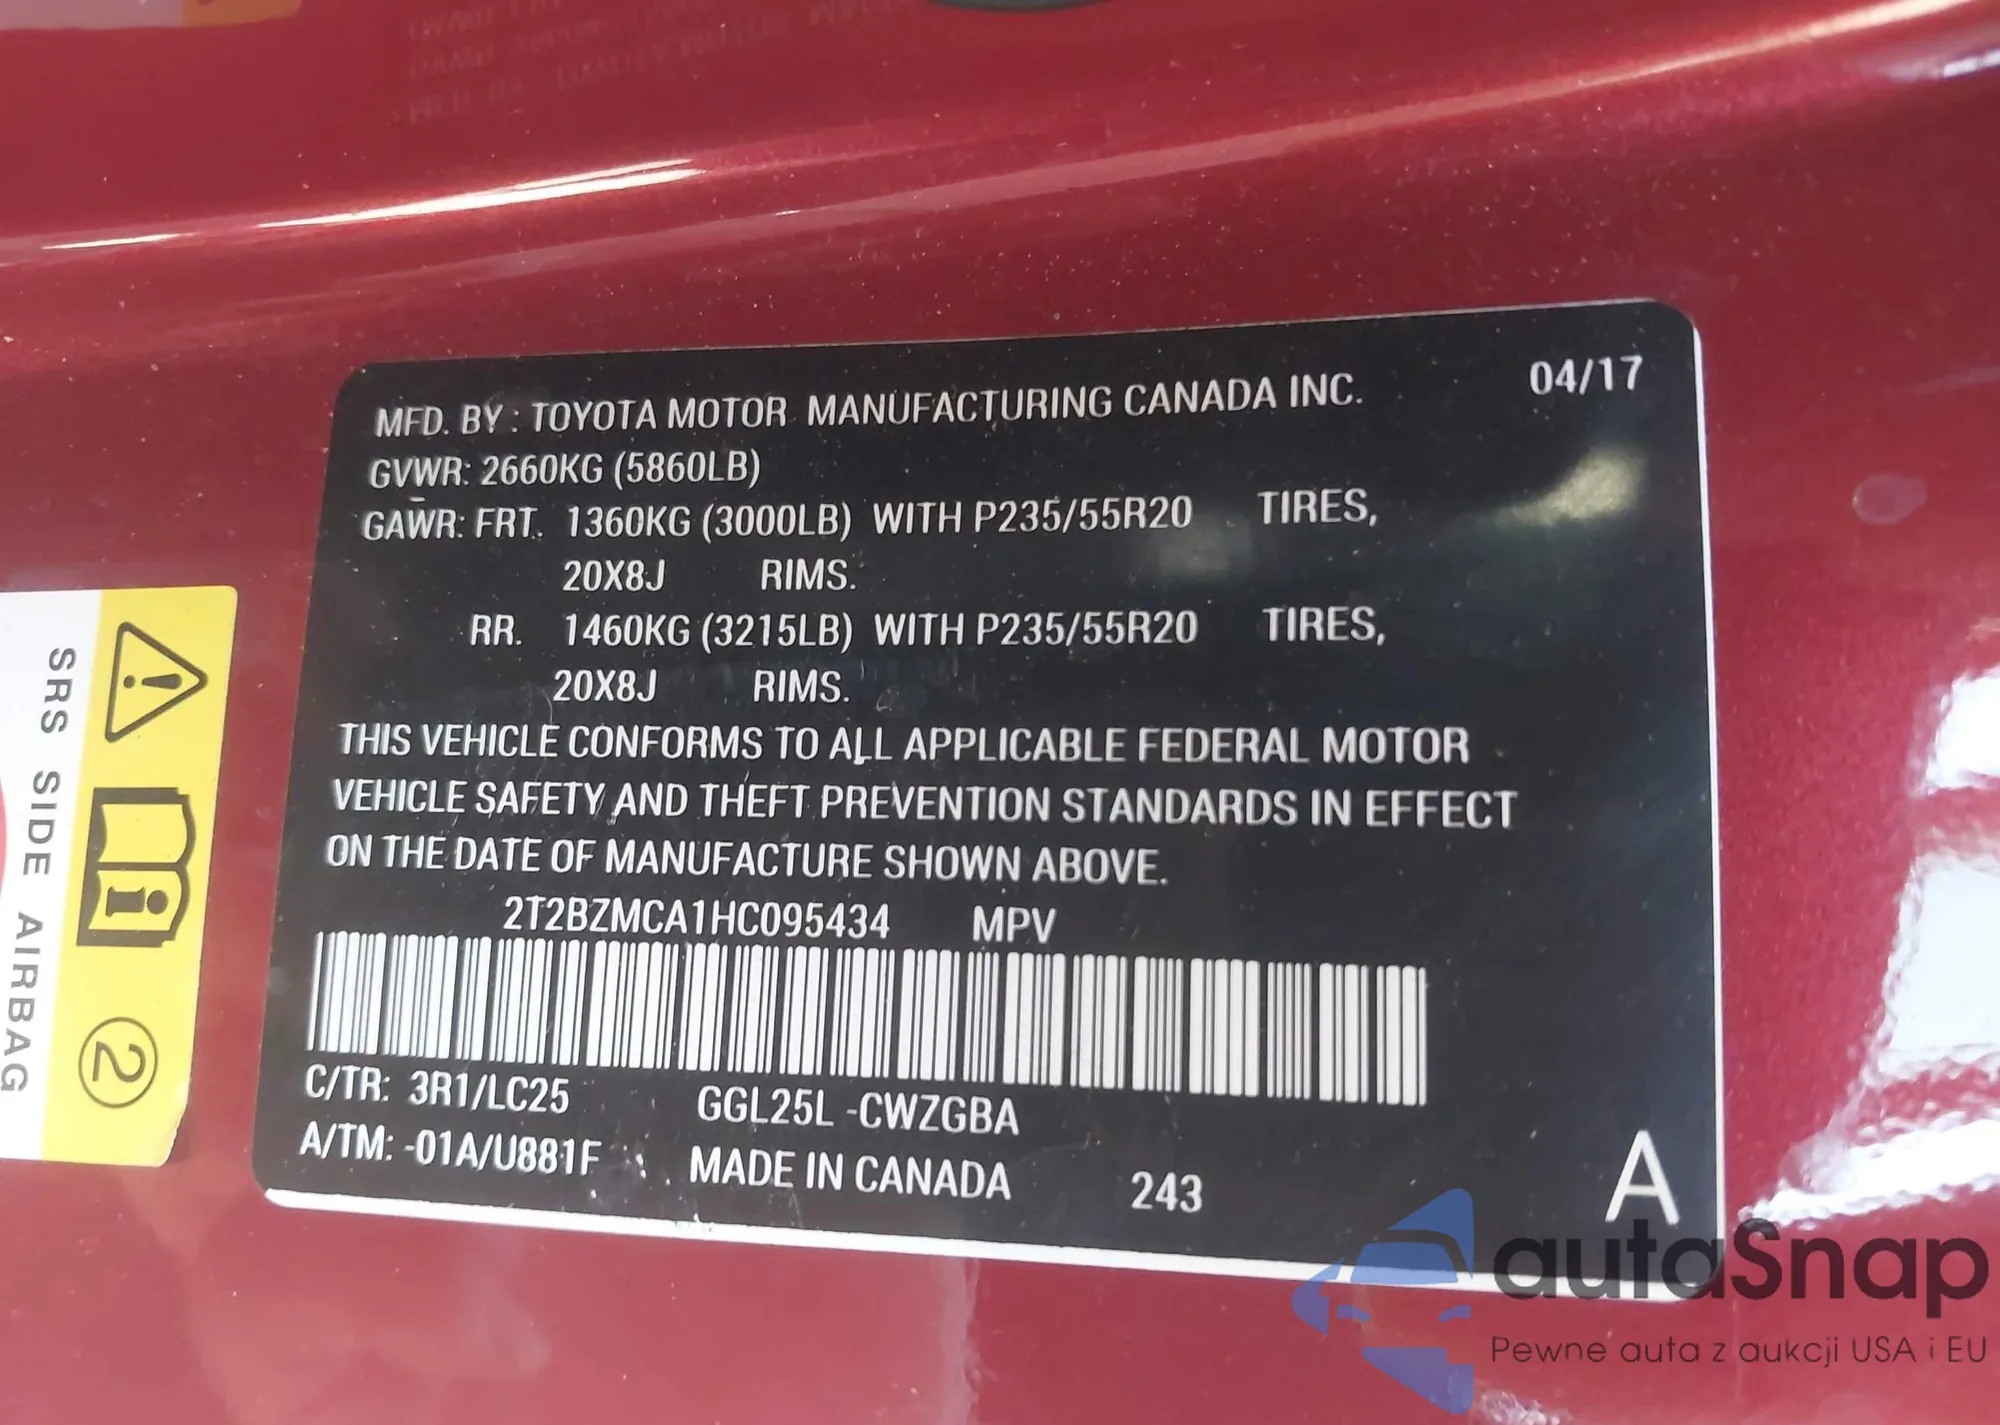 MFD. BY : TOYOTA MOTOR MANUFACTURING CANADA INC. 04/17
GVWR: 2660KG (5860LB)
GAWR: FRT. 1360KG (3000LB) WITH P235/55R20 TIRES,
20X8J RIMS.
RR. 1460KG (3215LB) WITH P235/55R20 TIRES,
20X8J RIMS.
THIS VEHICLE CONFORMS TO ALL APPLICABLE FEDERAL MOTOR
VEHICLE SAFETY AND THEFT PREVENTION STANDARDS IN EFFECT
ON THE DATE OF MANUFACTURE SHOWN ABOVE.
2T2BZMCA1HC095434 MPV
C/TR: 3R1/LC25 GGL25L -CWZGBA
A/TM: -01A/U881F MADE IN CANADA 243 A
SRS SIDE AIRBAG
2
autaSnap
Pewne auta z aukcji USA i EU